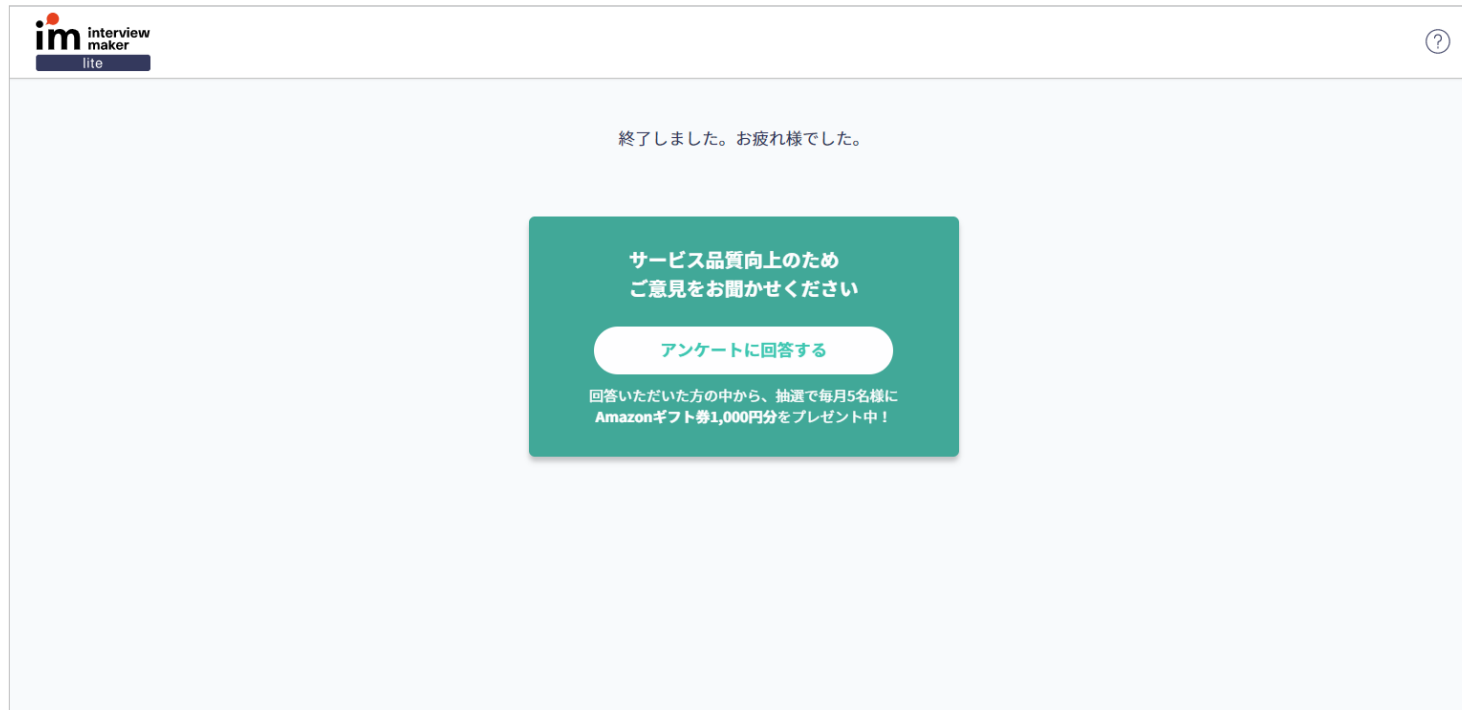 im interview
maker
lite
?
終了しました。お疲れ様でした。
サービス品質向上のため
ご意見をお聞かせください
アンケートに回答する
回答いただいた方の中から、抽選で毎月5名様に
Amazonギフト券1,000円分をプレゼント中！